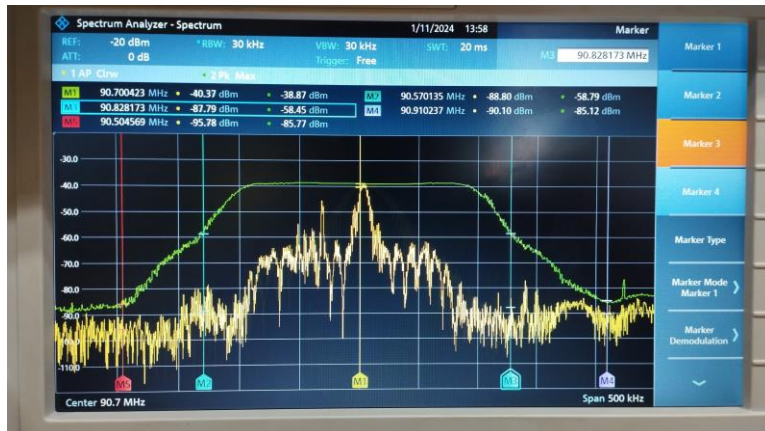 Spectrum Analyzer - Spectrum 1/11/2024 13:58 Marker
REF: -20 dBm * RBW: 30 kHz VBW: 30 kHz SWT: 20 ms
ATT: 0 dB Trigger: Free M3 90.828173 MHz
1 AP Clrw 2 Pk Max
M1 90.700423 MHz -40.37 dBm -38.87 dBm M2 90.570135 MHz -88.80 dBm -58.79 dBm
M3 90.828173 MHz -87.79 dBm -58.45 dBm M4 90.910237 MHz -90.10 dBm -85.12 dBm
M5 90.504569 MHz -95.78 dBm -85.77 dBm
-30.0
-40.0
-50.0
-60.0
-70.0
-80.0
-90.0
-110.0
M5 M2 M1 M3 M4
Center 90.7 MHz Span 500 kHz
Marker 1
Marker 2
Marker 3
Marker 4
Marker Type
Marker Mode
Marker 1
Marker
Demodulation